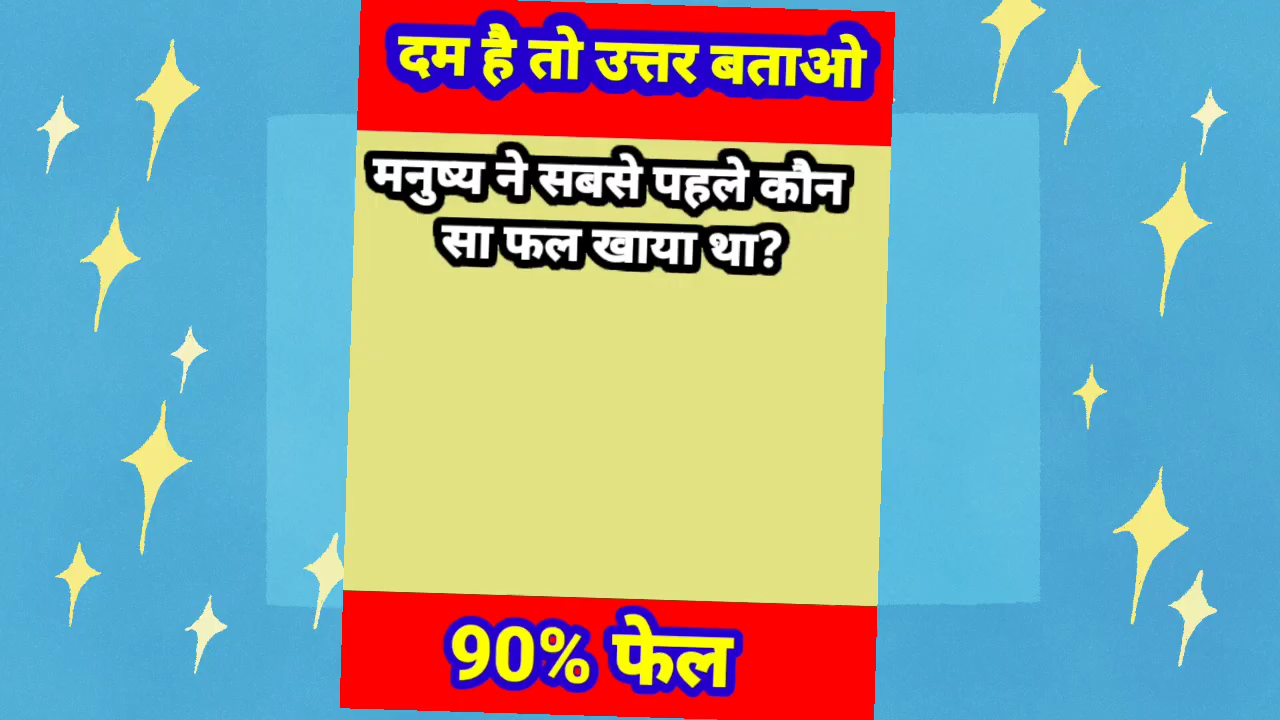 दम है तो उत्तर बताओ
मनुष्य ने सबसे पहले कौन
सा फल खाया था?
90% फेल